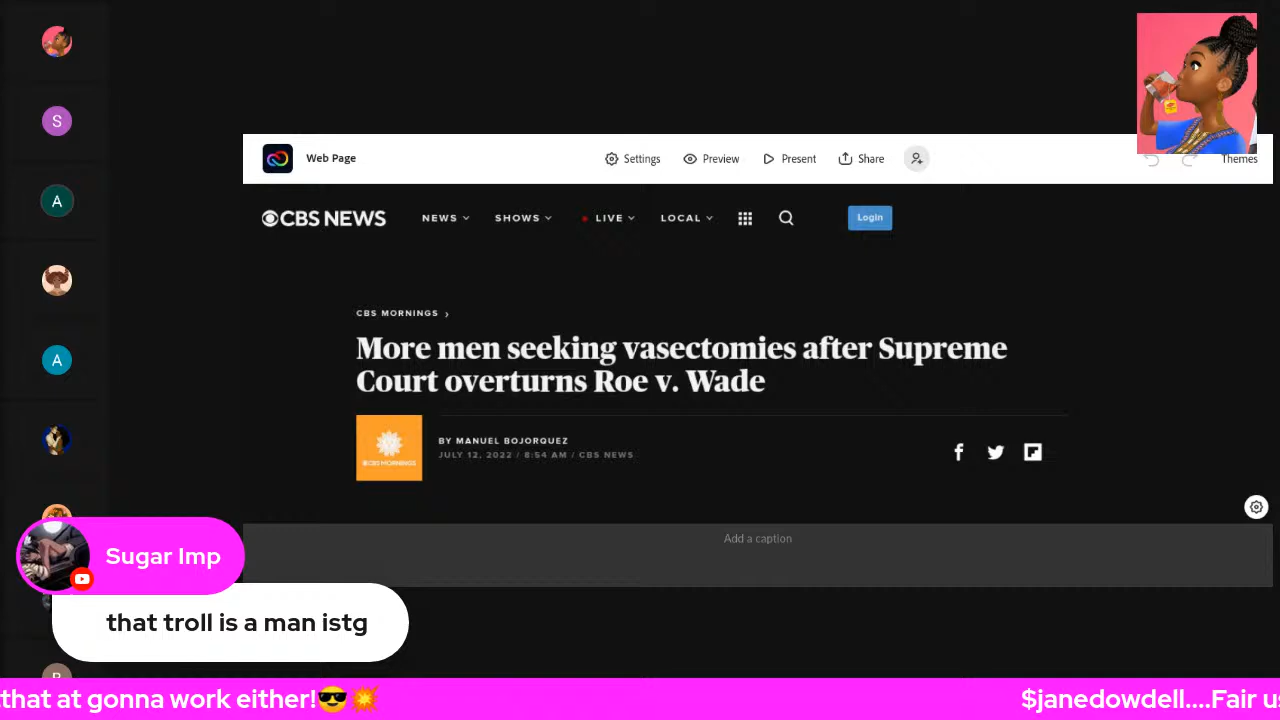 Web Page
Settings
Preview
Present
Share
Themes
S
CBS NEWS
NEWS
SHOWS
LIVE
LOCAL
Login
A
CBS MORNINGS
More men seeking vasectomies after Supreme
Court overturns Roe v. Wade
A
BY MANUEL BOJORQUEZ
JULY 12, 2022 / 8:54 AM / CBS NEWS
CBS MORNINGS
Add a caption
Sugar Imp
that troll is a man istg
that at gonna work either!😎💥
$janedowdell....Fair us